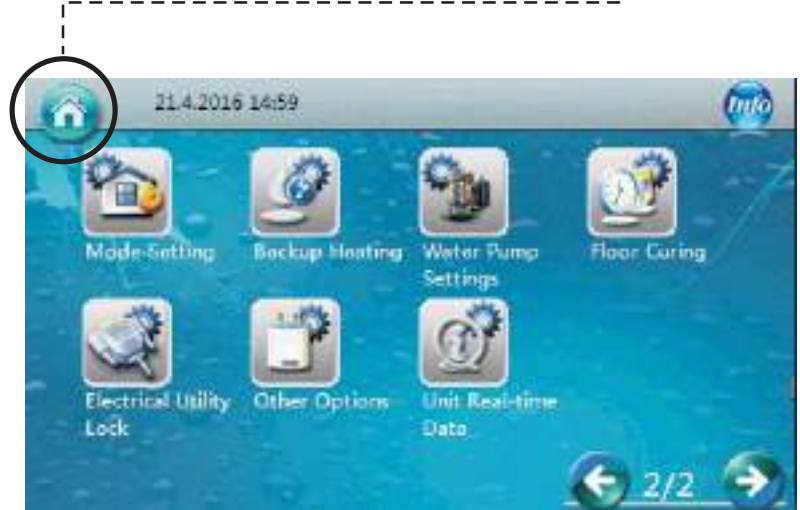 21.4.2016 14:59
Info
Mode-Setting
Backup Heating
Water Pump
Settings
Floor Curing
Electrical Utility
Lock
Other Options
Unit Real-time
Data
2/2